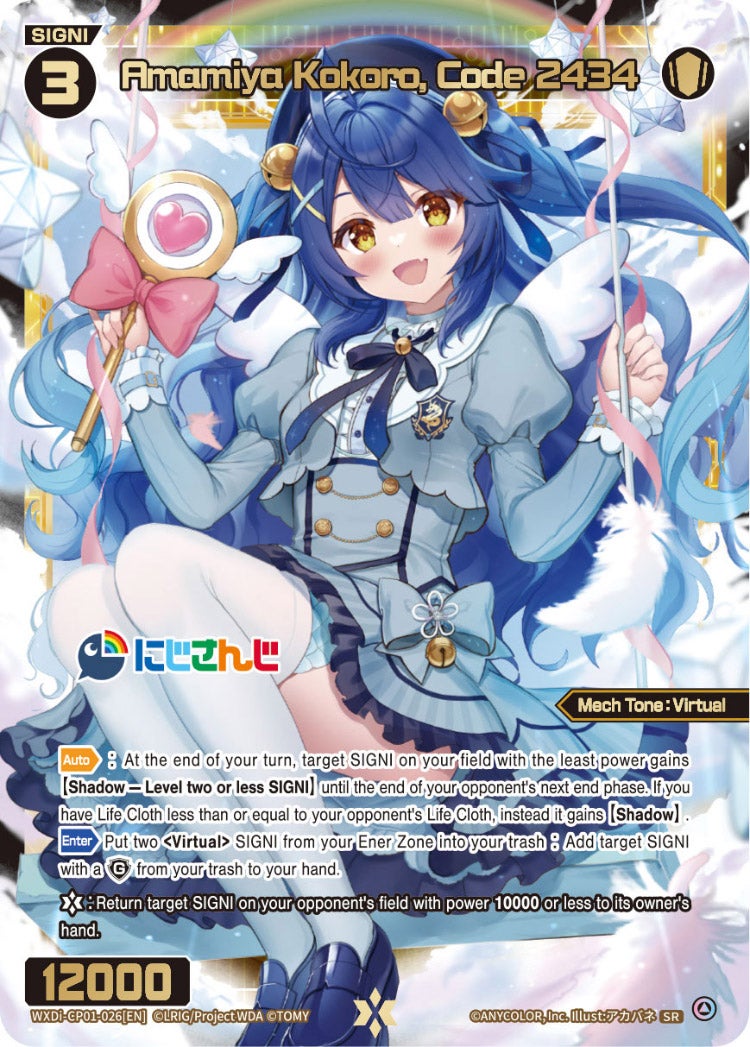 SIGNI
3
Amamiya Kokoro, Code 2434
にじさんじ
Mech Tone:Virtual
Auto : At the end of your turn, target SIGNI on your field with the least power gains
【Shadow — Level two or less SIGNI】 until the end of your opponent's next end phase. If you
have Life Cloth less than or equal to your opponent's Life Cloth, instead it gains【Shadow】.
Enter Put two <Virtual> SIGNI from your Ener Zone into your trash : Add target SIGNI
with a G from your trash to your hand.
:Return target SIGNI on your opponent's field with power 10000 or less to its owner's
hand.
12000
WXDi-CP01-026[EN] ©LRIG/Project WDA ©TOMY
©ANYCOLOR, Inc. Illust:アカバネ SR